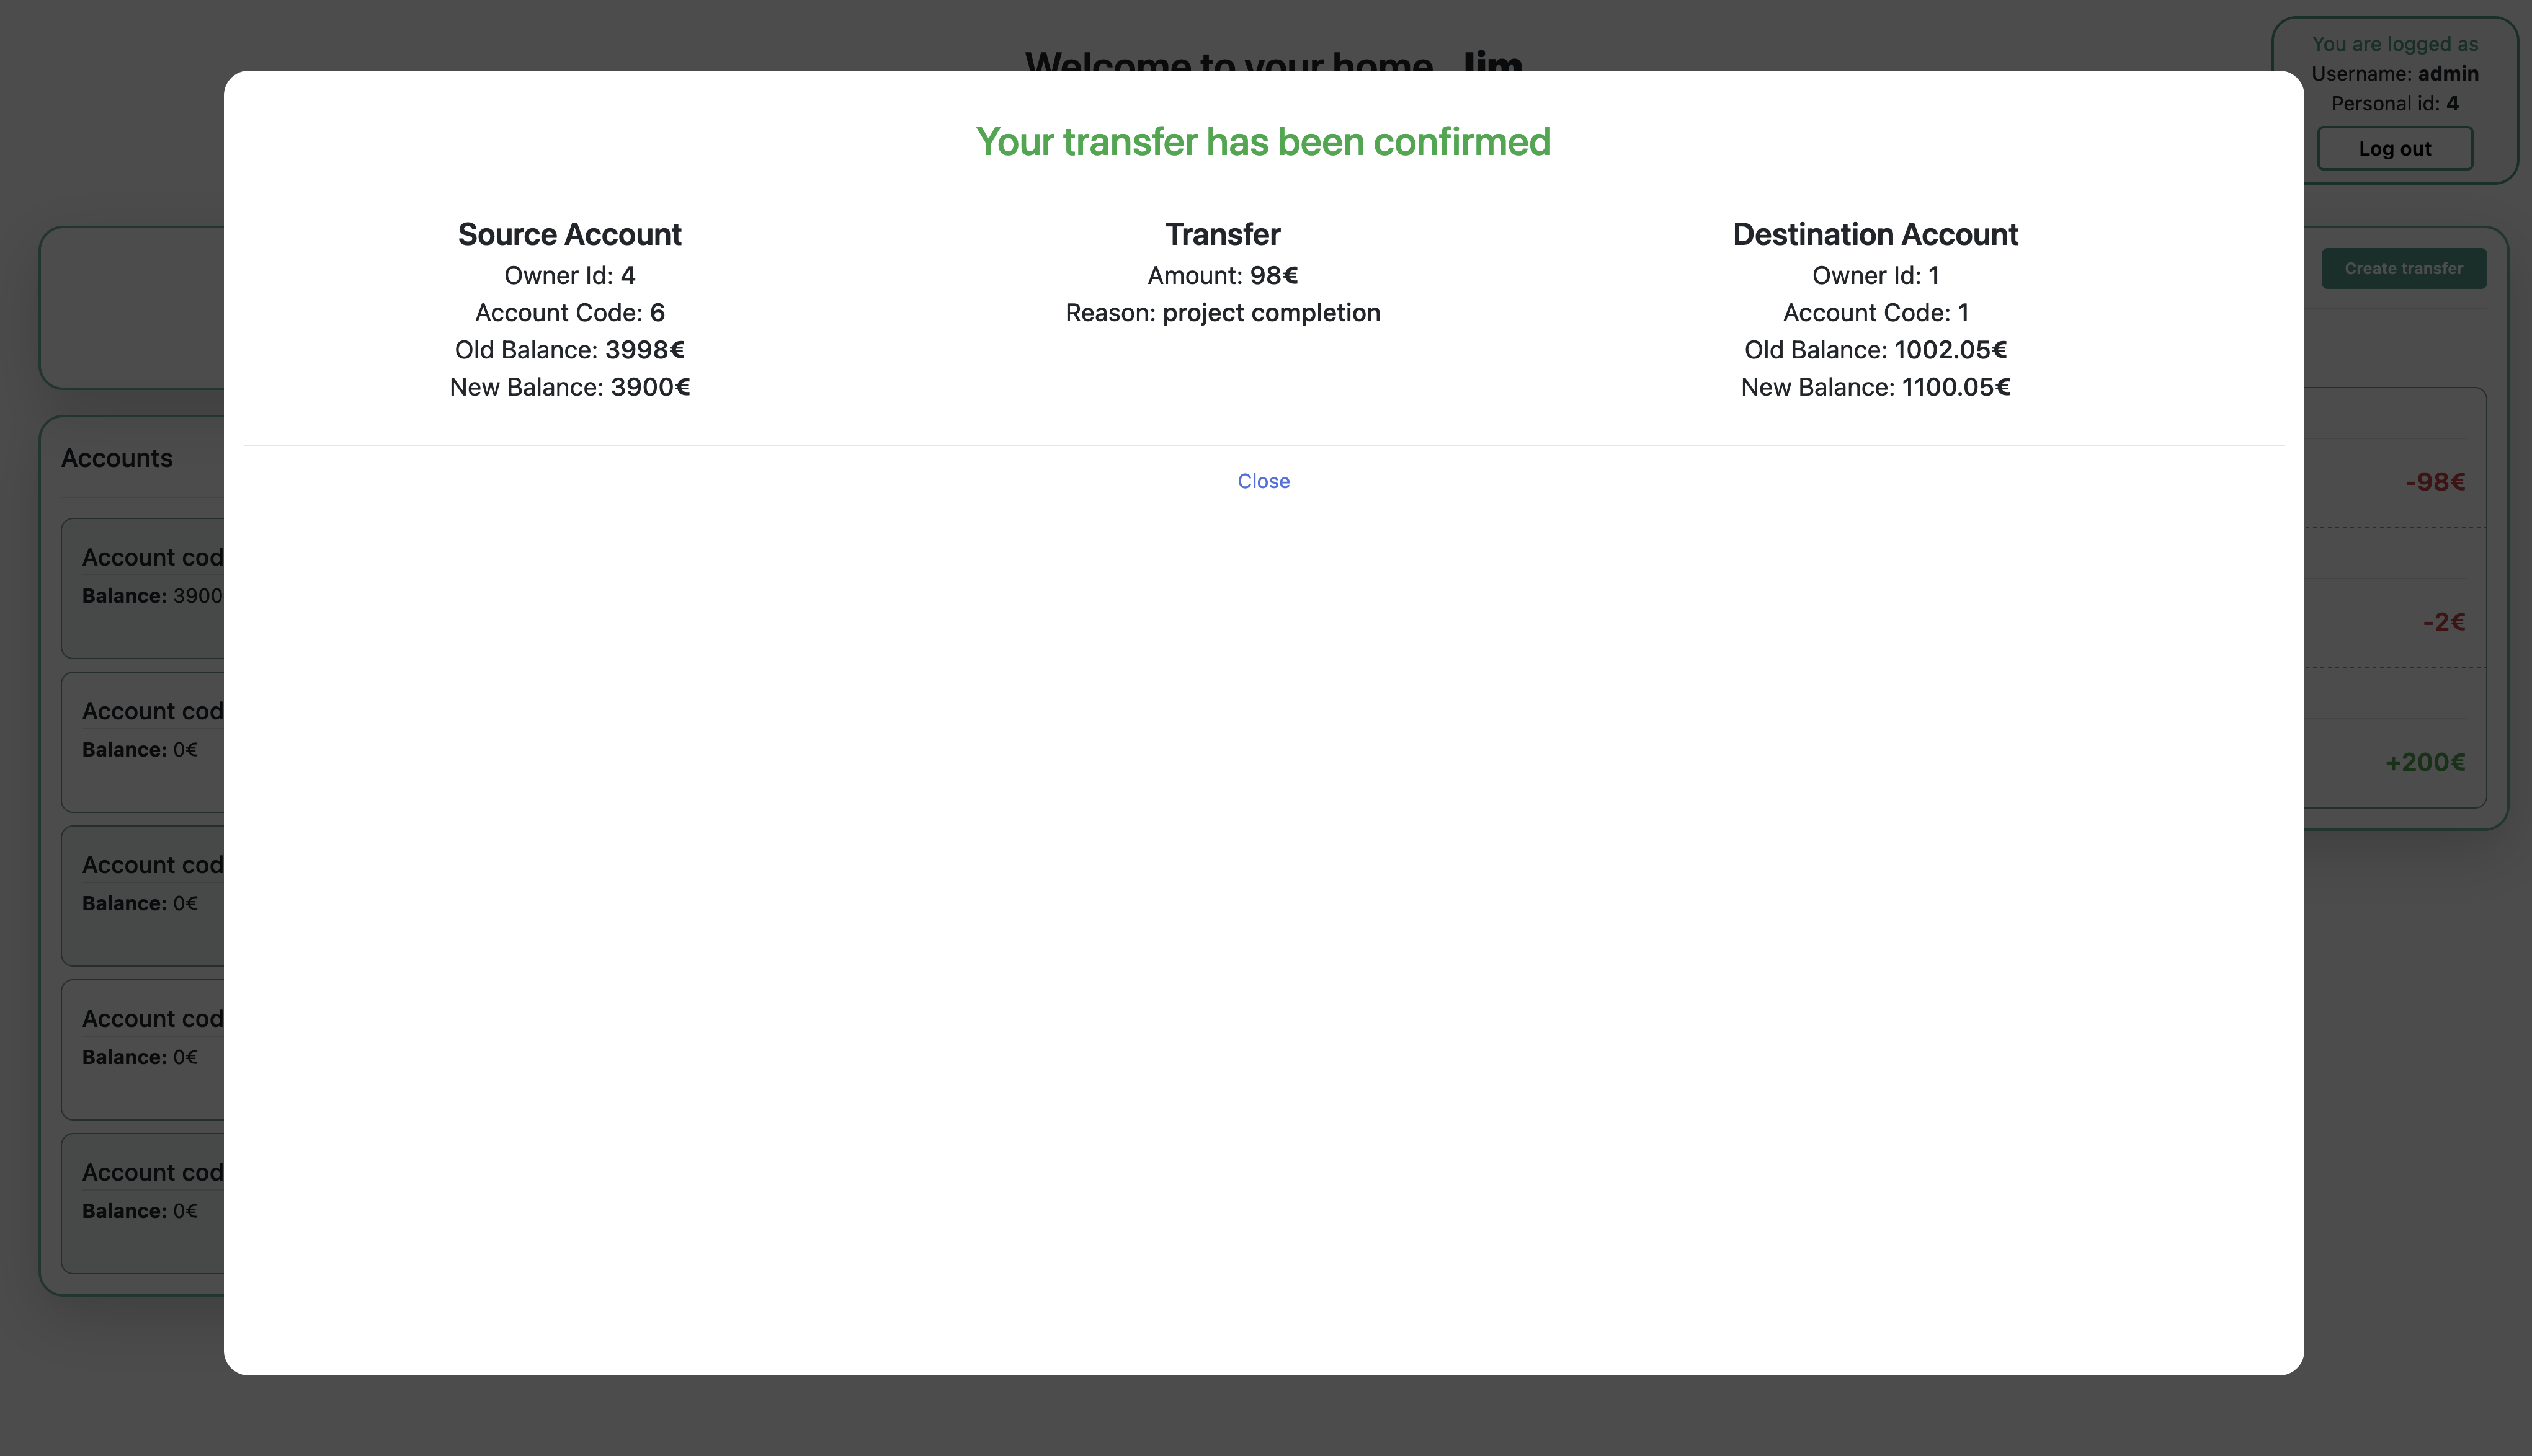 Welcome to your home, Jim
You are logged as
Username: admin
Personal id: 4
Log out
Your transfer has been confirmed
Source Account
Owner Id: 4
Account Code: 6
Old Balance: 3998€
New Balance: 3900€
Transfer
Amount: 98€
Reason: project completion
Destination Account
Owner Id: 1
Account Code: 1
Old Balance: 1002.05€
New Balance: 1100.05€
Close
Create transfer
-98€
-2€
+200€
Accounts
Account cod
Balance: 3900
Account cod
Balance: 0€
Account cod
Balance: 0€
Account cod
Balance: 0€
Account cod
Balance: 0€